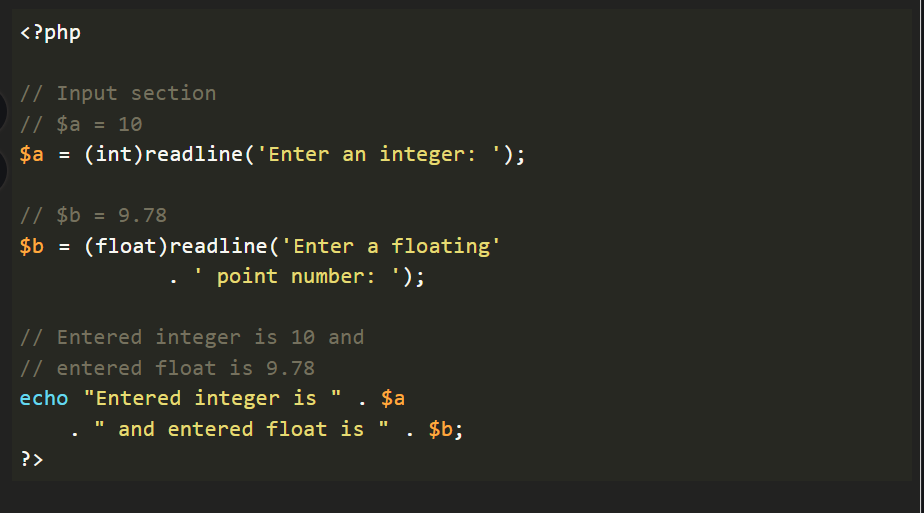 <?php
// Input section
// $a = 10
$a = (int)readline('Enter an integer: ');
// $b = 9.78
$b = (float)readline('Enter a floating'
            . ' point number: ');
// Entered integer is 10 and
// entered float is 9.78
echo "Entered integer is " . $a
    . " and entered float is " . $b;
?>